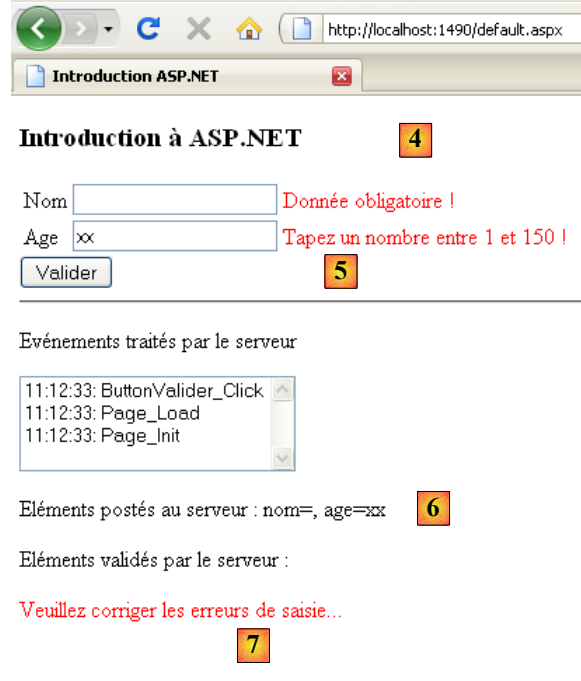 http://localhost:1490/default.aspx
Introduction ASP.NET
Introduction à ASP.NET 4
Nom Donnée obligatoire !
Age xx Tapez un nombre entre 1 et 150 !
Valider 5
Evénements traités par le serveur
11:12:33: ButtonValider_Click
11:12:33: Page_Load
11:12:33: Page_Init
Eléments postés au serveur : nom=, age=xx 6
Eléments validés par le serveur :
Veuillez corriger les erreurs de saisie...
7